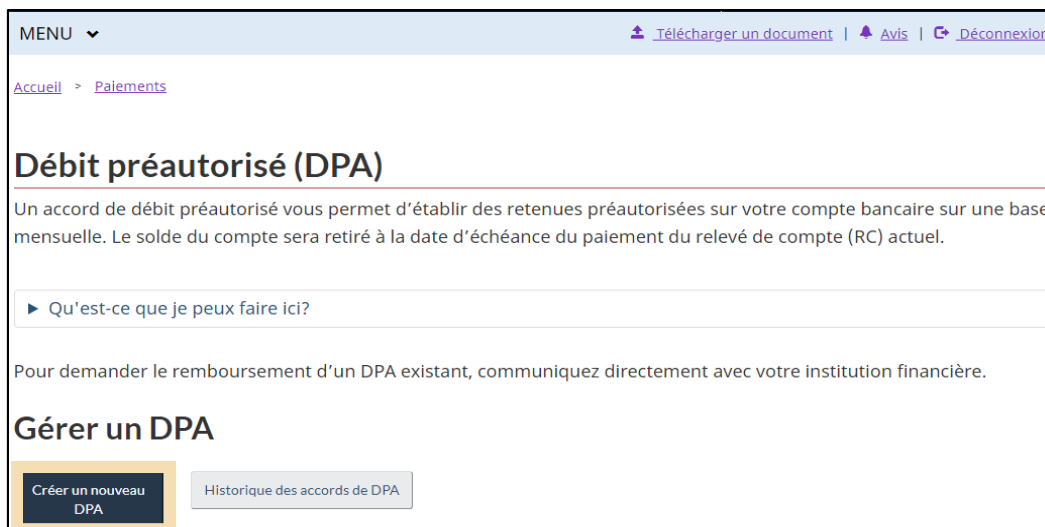 MENU
Télécharger un document | Avis | Déconnexion
Accueil > Paiements
Débit préautorisé (DPA)
Un accord de débit préautorisé vous permet d’établir des retenues préautorisées sur votre compte bancaire sur une base
mensuelle. Le solde du compte sera retiré à la date d’échéance du paiement du relevé de compte (RC) actuel.
Qu'est-ce que je peux faire ici?
Pour demander le remboursement d’un DPA existant, communiquez directement avec votre institution financière.
Gérer un DPA
Créer un nouveau
DPA
Historique des accords de DPA